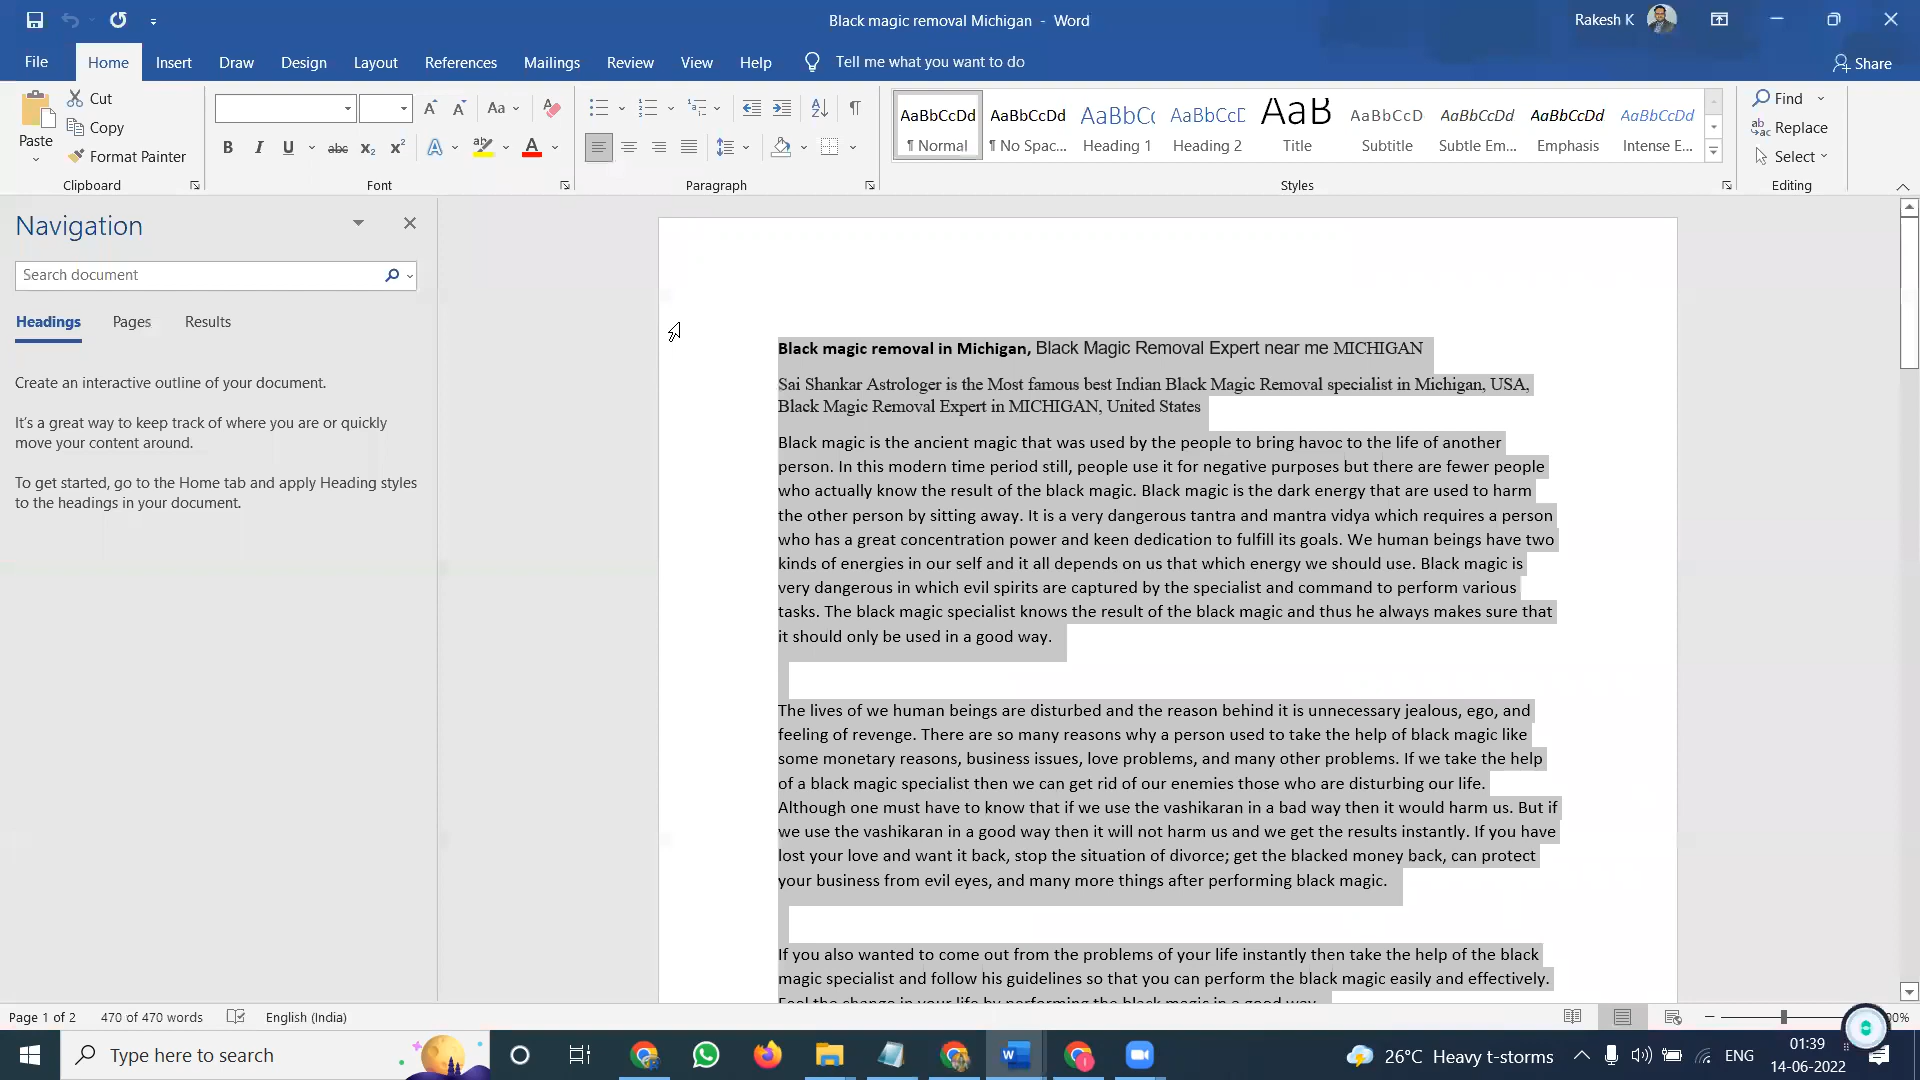 Black magic removal Michigan - Word
Rakesh K
File Home Insert Draw Design Layout References Mailings Review View Help Tell me what you want to do
Share
Paste
Cut
Copy
Format Painter
Clipboard
Aa
B I U abc x₂ x² A A
Font
Paragraph
AaBbCcDd AaBbCcDd AaBbCc AaBbCcD AaB AaBbCcD AaBbCcDd AaBbCcDd AaBbCcDd
¶ Normal ¶ No Spac... Heading 1 Heading 2 Title Subtitle Subtle Em... Emphasis Intense E...
Styles
Find
Replace
Select
Editing
Navigation
Search document
Headings Pages Results
Create an interactive outline of your document.
It's a great way to keep track of where you are or quickly
move your content around.
To get started, go to the Home tab and apply Heading styles
to the headings in your document.
Black magic removal in Michigan, Black Magic Removal Expert near me MICHIGAN
Sai Shankar Astrologer is the Most famous best Indian Black Magic Removal specialist in Michigan, USA,
Black Magic Removal Expert in MICHIGAN, United States
Black magic is the ancient magic that was used by the people to bring havoc to the life of another
person. In this modern time period still, people use it for negative purposes but there are fewer people
who actually know the result of the black magic. Black magic is the dark energy that are used to harm
the other person by sitting away. It is a very dangerous tantra and mantra vidya which requires a person
who has a great concentration power and keen dedication to fulfill its goals. We human beings have two
kinds of energies in our self and it all depends on us that which energy we should use. Black magic is
very dangerous in which evil spirits are captured by the specialist and command to perform various
tasks. The black magic specialist knows the result of the black magic and thus he always makes sure that
it should only be used in a good way.
The lives of we human beings are disturbed and the reason behind it is unnecessary jealous, ego, and
feeling of revenge. There are so many reasons why a person used to take the help of black magic like
some monetary reasons, business issues, love problems, and many other problems. If we take the help
of a black magic specialist then we can get rid of our enemies those who are disturbing our life.
Although one must have to know that if we use the vashikaran in a bad way then it would harm us. But if
we use the vashikaran in a good way then it will not harm us and we get the results instantly. If you have
lost your love and want it back, stop the situation of divorce; get the blacked money back, can protect
your business from evil eyes, and many more things after performing black magic.
If you also wanted to come out from the problems of your life instantly then take the help of the black
magic specialist and follow his guidelines so that you can perform the black magic easily and effectively.
Feel the change in your life by performing the black magic in a good way.
Page 1 of 2 470 of 470 words English (India)
Type here to search
26°C Heavy t-storms
ENG
01:39
14-06-2022